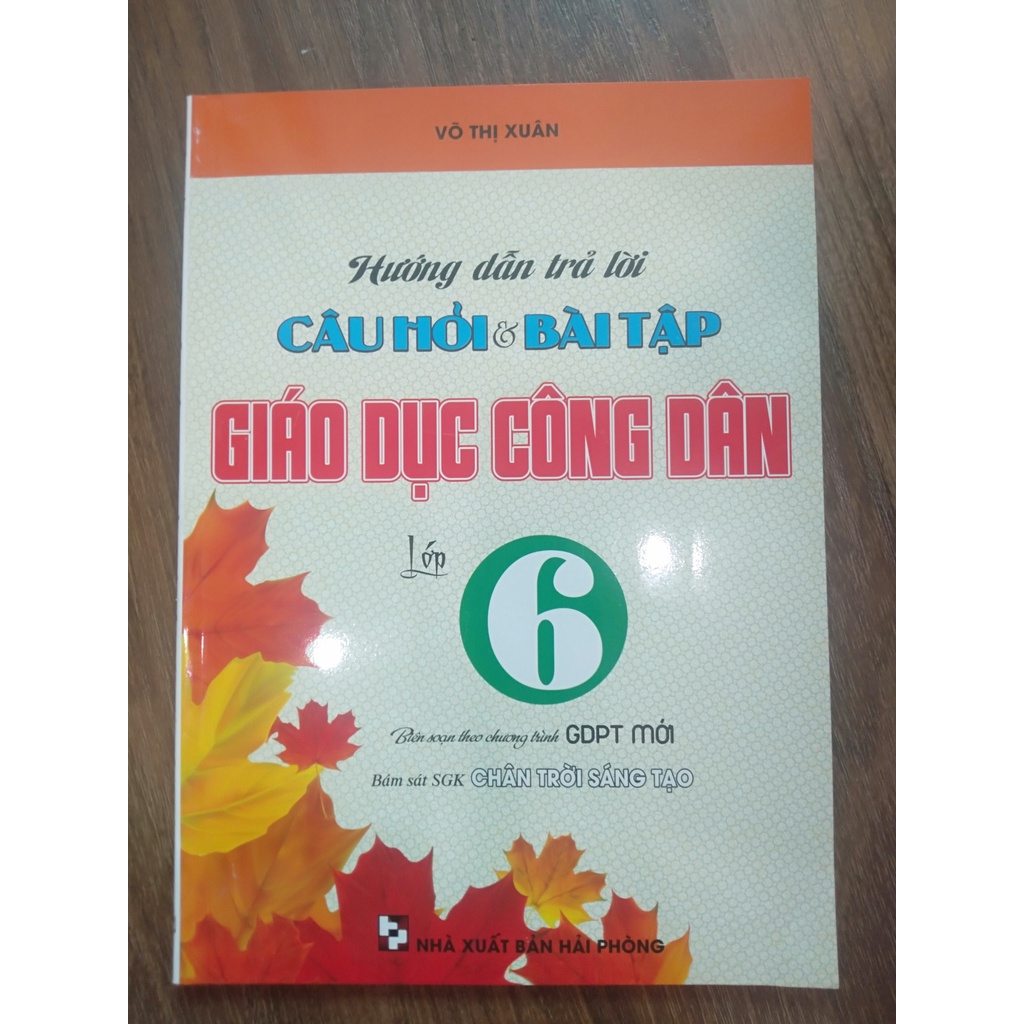 VÕ THỊ XUÂN
Hướng dẫn trả lời
CÂU HỎI & BÀI TẬP
GIÁO DỤC CÔNG DÂN
Lớp 6
Biên soạn theo chương trình GDPT MỚI
Bám sát SGK CHÂN TRỜI SÁNG TẠO
NHÀ XUẤT BẢN HẢI PHÒNG